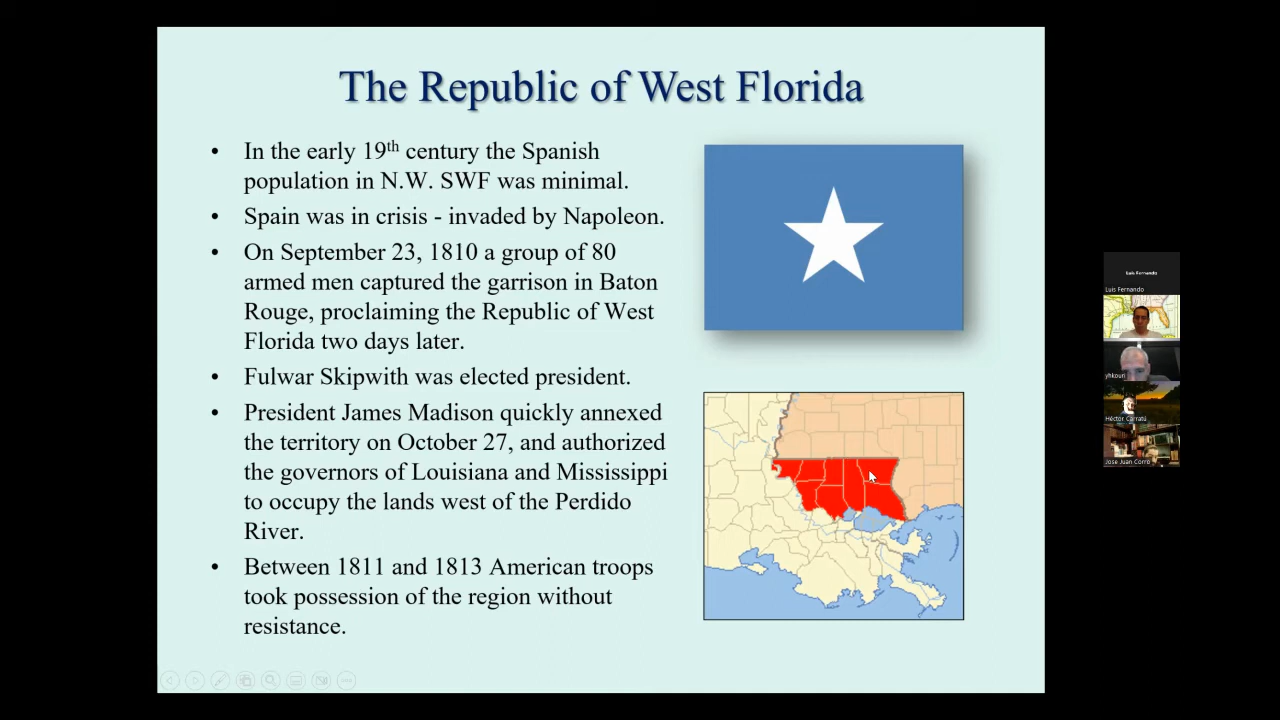 The Republic of West Florida
• In the early 19th century the Spanish
population in N.W. SWF was minimal.
• Spain was in crisis - invaded by Napoleon.
• On September 23, 1810 a group of 80
armed men captured the garrison in Baton
Rouge, proclaiming the Republic of West
Florida two days later.
• Fulwar Skipwith was elected president.
• President James Madison quickly annexed
the territory on October 27, and authorized
the governors of Louisiana and Mississippi
to occupy the lands west of the Perdido
River.
• Between 1811 and 1813 American troops
took possession of the region without
resistance.
Luis Fernando
Luis Fernando
yhkouri
Héctor Carratú
Jose Juan Corro